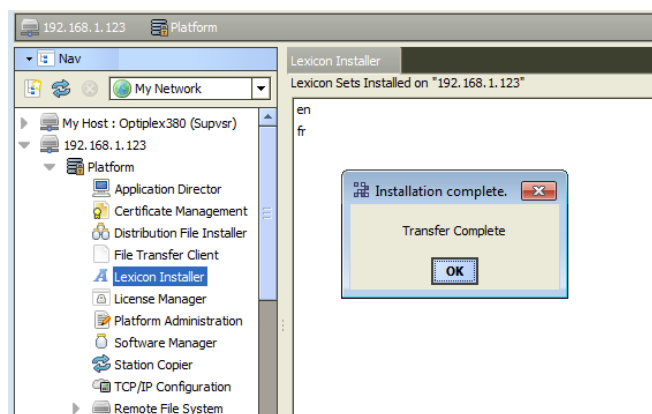 192.168.1.123 Platform
Nav
My Network
My Host : Optiplex380 (Supvsr)
192.168.1.123
Platform
Application Director
Certificate Management
Distribution File Installer
File Transfer Client
Lexicon Installer
License Manager
Platform Administration
Software Manager
Station Copier
TCP/IP Configuration
Remote File System
Lexicon Installer
Lexicon Sets Installed on "192.168.1.123"
en
fr
Installation complete.
Transfer Complete
OK